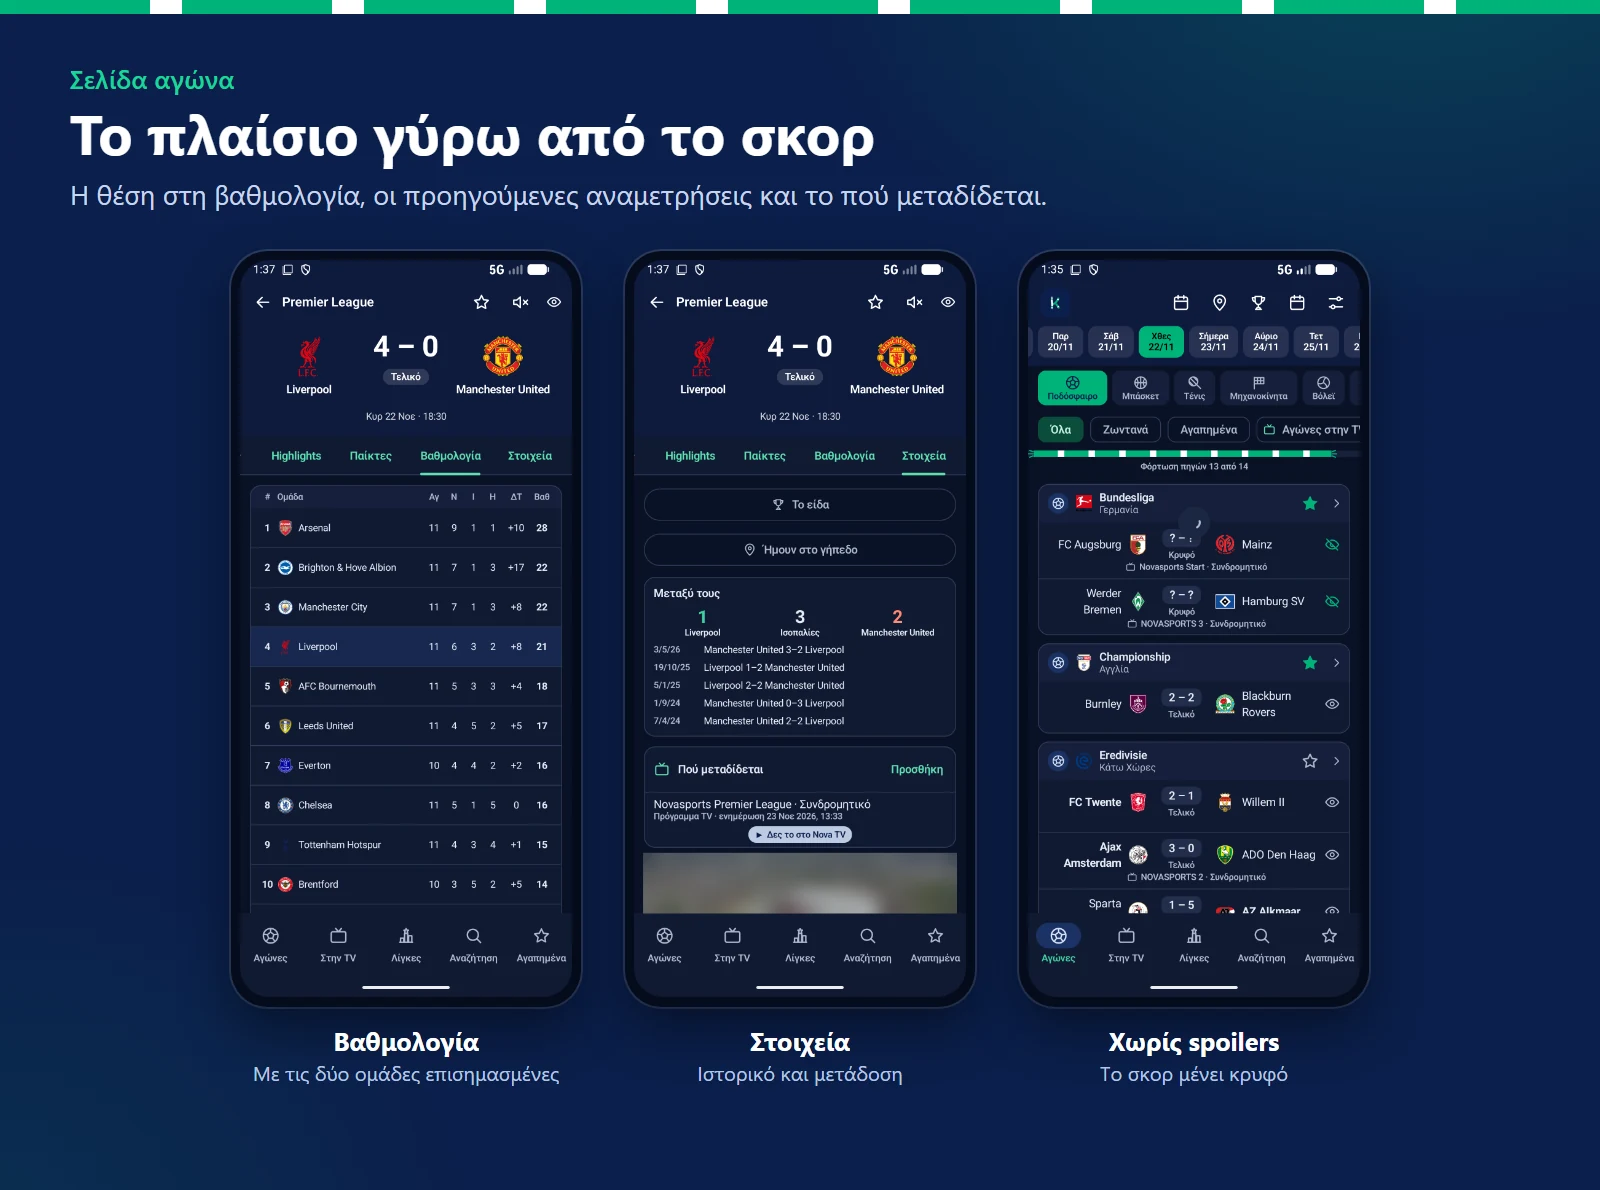 Σελίδα αγώνα
Το πλαίσιο γύρω από το σκορ
Η θέση στη βαθμολογία, οι προηγούμενες αναμετρήσεις και το πού μεταδίδεται.
1:37 5G
Premier League
4 – 0
Τελικό
LFC
Liverpool Manchester United
Κυρ 22 Νοε · 18:30
Highlights Παίκτες Βαθμολογία Στοιχεία
# Ομάδα Αγ Ν Ι Η ΔΤ Βαθ
1 Arsenal 11 9 1 1 +10 28
2 Brighton & Hove Albion 11 7 1 3 +17 22
3 Manchester City 11 7 1 3 +8 22
4 Liverpool 11 6 3 2 +8 21
5 AFC Bournemouth 11 5 3 3 +4 18
6 Leeds United 11 4 5 2 +5 17
7 Everton 10 4 4 2 +2 16
8 Chelsea 11 5 1 5 0 16
9 Tottenham Hotspur 11 4 3 4 +1 15
10 Brentford 10 3 5 2 +5 14
Αγώνες Στην TV Λίγκες Αναζήτηση Αγαπημένα
Βαθμολογία
Με τις δύο ομάδες επισημασμένες
1:37 5G
Premier League
4 – 0
Τελικό
LFC
Liverpool Manchester United
Κυρ 22 Νοε · 18:30
Highlights Παίκτες Βαθμολογία Στοιχεία
Το είδα
Ήμουν στο γήπεδο
Μεταξύ τους
1 3 2
Liverpool Ισοπαλίες Manchester United
3/5/26 Manchester United 3–2 Liverpool
19/10/25 Liverpool 1–2 Manchester United
5/1/25 Liverpool 2–2 Manchester United
1/9/24 Manchester United 0–3 Liverpool
7/4/24 Manchester United 2–2 Liverpool
Πού μεταδίδεται Προσθήκη
Novasports Premier League · Συνδρομητικό
Πρόγραμμα TV · ενημέρωση 23 Νοε 2026, 13:33
Δες το στο Nova TV
Αγώνες Στην TV Λίγκες Αναζήτηση Αγαπημένα
Στοιχεία
Ιστορικό και μετάδοση
1:35 5G
Παρ 20/11 Σάβ 21/11 Χθες 22/11 Σήμερα 23/11 Αύριο 24/11 Τετ 25/11
Ποδόσφαιρο Μπάσκετ Τένις Μηχανοκίνητα Βόλεϊ
Όλα Ζωντανά Αγαπημένα Αγώνες στην TV
Φόρτωση πηγών 13 από 14
Bundesliga
Γερμανία
FC Augsburg ? – ? Mainz
Κρυφό
Novasports Start · Συνδρομητικό
Werder Bremen ? – ? Hamburg SV
Κρυφό
NOVASPORTS 3 · Συνδρομητικό
Championship
Αγγλία
Burnley 2 – 2 Blackburn Rovers
Τελικό
Eredivisie
Κάτω Χώρες
FC Twente 2 – 1 Willem II
Τελικό
Ajax Amsterdam 3 – 0 ADO Den Haag
Τελικό
NOVASPORTS 2 · Συνδρομητικό
Sparta 1 – 5 AZ Alkmaar
Αγώνες Στην TV Λίγκες Αναζήτηση Αγαπημένα
Χωρίς spoilers
Το σκορ μένει κρυφό